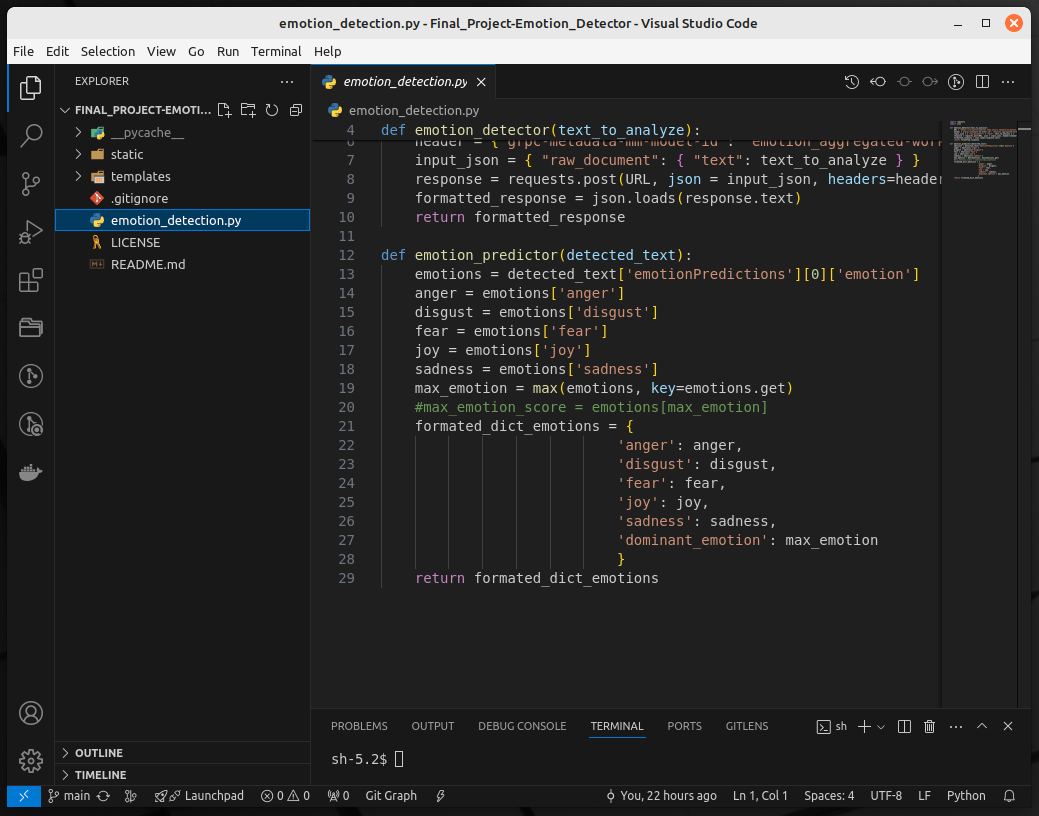 emotion_detection.py - Final_Project-Emotion_Detector - Visual Studio Code
File Edit Selection View Go Run Terminal Help
EXPLORER
emotion_detection.py
FINAL_PROJECT-EMOTI...
emotion_detection.py
__pycache__
static
templates
.gitignore
emotion_detection.py
LICENSE
README.md
4 def emotion_detector(text_to_analyze):
6 header = { "grpc-metadata-mm-model-id": "emotion_aggregated-wor
7 input_json = { "raw_document": { "text": text_to_analyze } }
8 response = requests.post(URL, json = input_json, headers=header
9 formatted_response = json.loads(response.text)
10 return formatted_response
11
12 def emotion_predictor(detected_text):
13 emotions = detected_text['emotionPredictions'][0]['emotion']
14 anger = emotions['anger']
15 disgust = emotions['disgust']
16 fear = emotions['fear']
17 joy = emotions['joy']
18 sadness = emotions['sadness']
19 max_emotion = max(emotions, key=emotions.get)
20 #max_emotion_score = emotions[max_emotion]
21 formated_dict_emotions = {
22 'anger': anger,
23 'disgust': disgust,
24 'fear': fear,
25 'joy': joy,
26 'sadness': sadness,
27 'dominant_emotion': max_emotion
28 }
29 return formated_dict_emotions
OUTLINE
TIMELINE
PROBLEMS OUTPUT DEBUG CONSOLE TERMINAL PORTS GITLENS
sh
sh-5.2$
main Launchpad 0 0 0 Git Graph You, 22 hours ago Ln 1, Col 1 Spaces: 4 UTF-8 LF Python